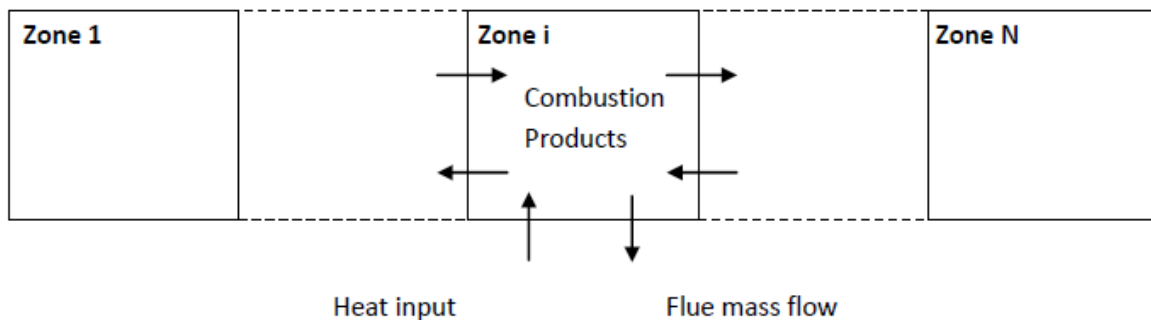 Zone 1
Zone i
Zone N
Combustion
Products
Heat input
Flue mass flow